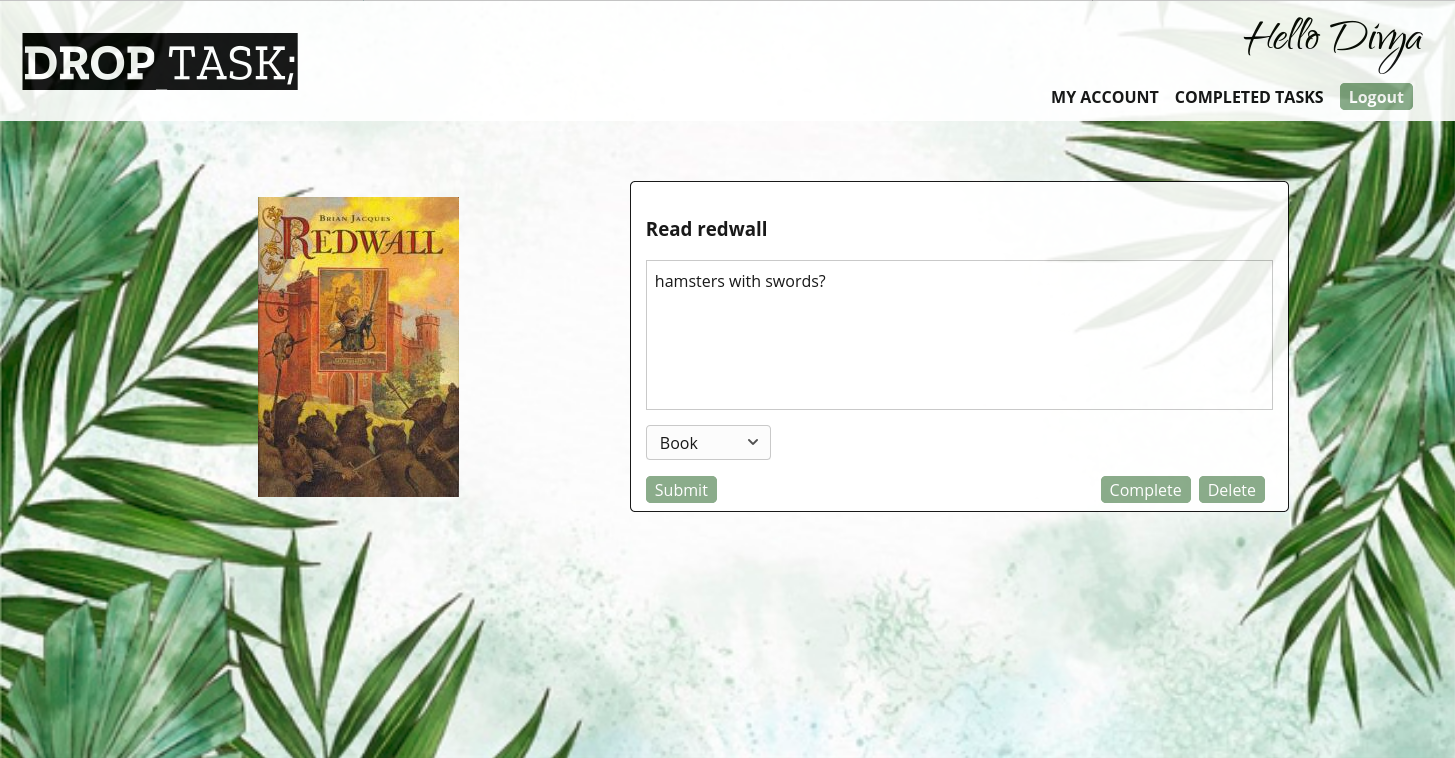 DROP TASK;
Hello Divya
MY ACCOUNT COMPLETED TASKS Logout
BRIAN JACQUES
REDWALL
Read redwall
hamsters with swords?
Book
Submit Complete Delete